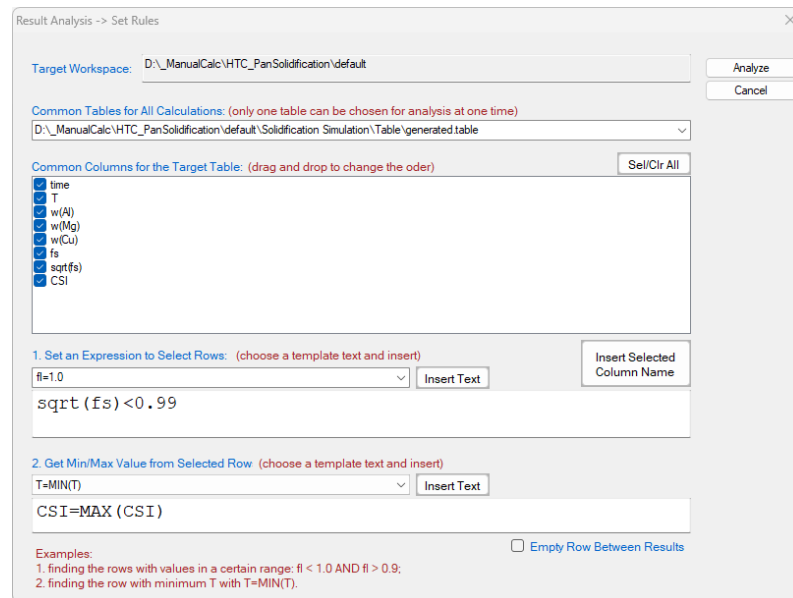 Result Analysis -> Set Rules
Target Workspace: D:\_ManualCalc\HTC_PanSolidification\default
Analyze
Cancel
Common Tables for All Calculations: (only one table can be chosen for analysis at one time)
D:\_ManualCalc\HTC_PanSolidification\default\Solidification Simulation\Table\generated.table
Common Columns for the Target Table: (drag and drop to change the oder)
Sel/Clr All
time
T
w(Al)
w(Mg)
w(Cu)
fs
sqrt(fs)
CSI
1. Set an Expression to Select Rows: (choose a template text and insert)
Insert Selected
Column Name
fl=1.0
Insert Text
sqrt(fs)<0.99
2. Get Min/Max Value from Selected Row (choose a template text and insert)
T=MIN(T)
Insert Text
CSI=MAX(CSI)
Empty Row Between Results
Examples:
1. finding the rows with values in a certain range: fl < 1.0 AND fl > 0.9;
2. finding the row with minimum T with T=MIN(T).